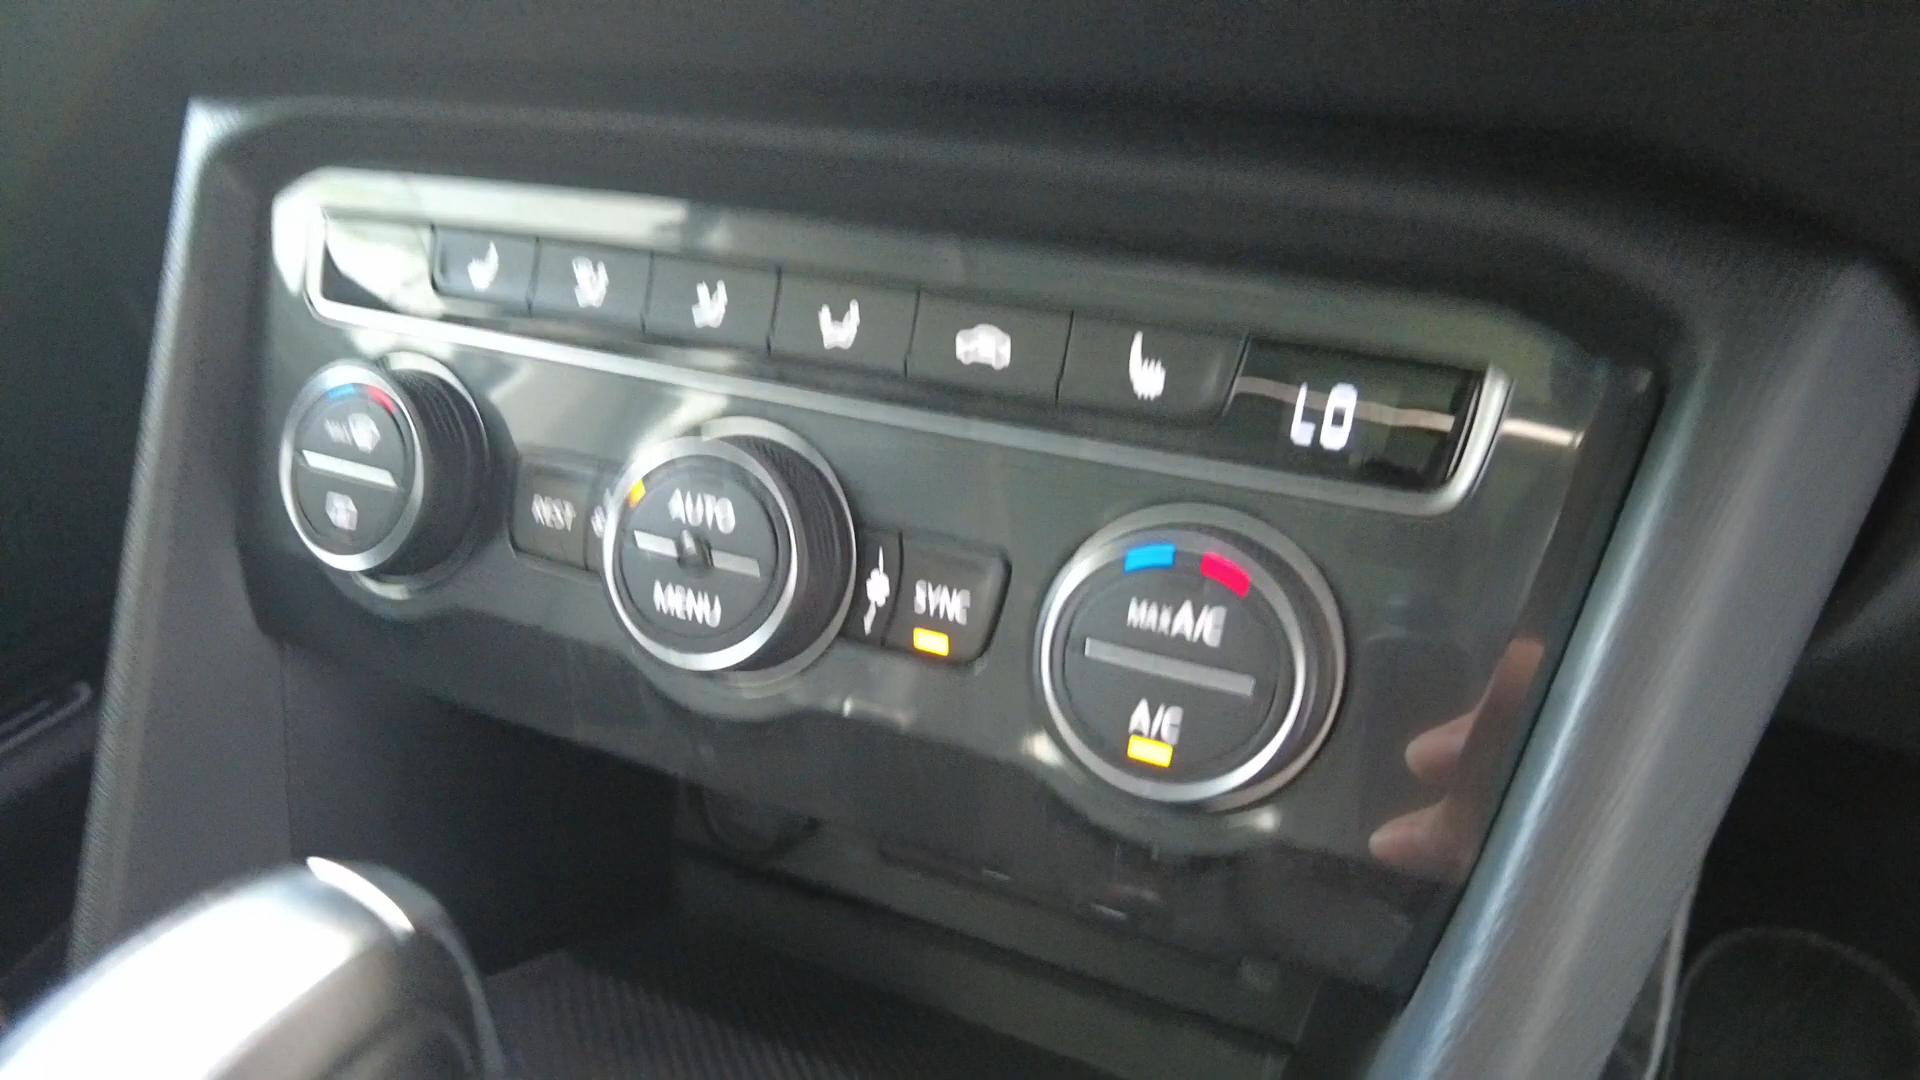 LO
REST
AUTO
MENU
SYNC
MAX A/C
A/C